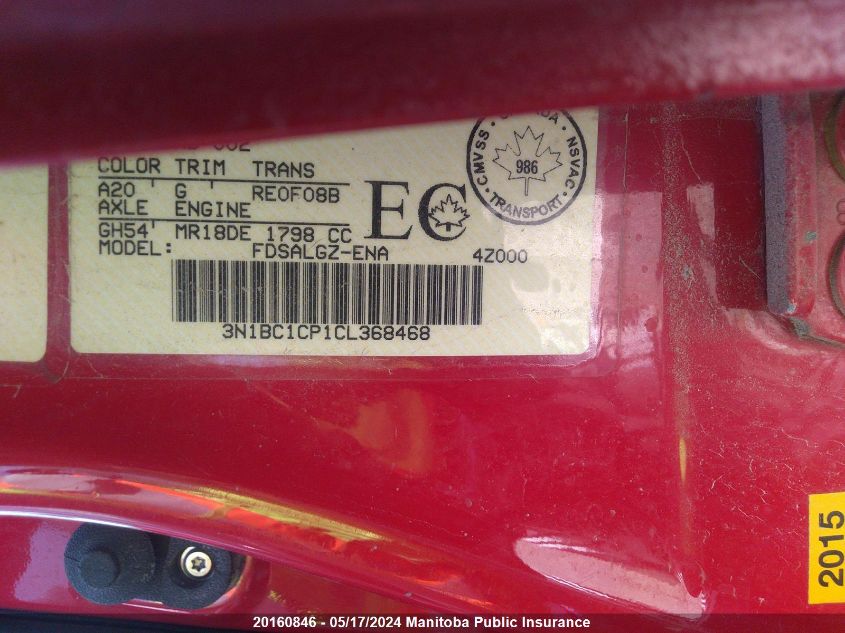 COLOR TRIM TRANS
A20 ' G ' RE0F08B
AXLE ENGINE
GH54' MR18DE 1798 CC
MODEL: FDSALGZ-ENA 4Z000
3N1BC1CP1CL368468
EC
CMVSS · CANADA · NSVAC · TRANSPORT ·
986
2015
20160846 - 05/17/2024 Manitoba Public Insurance